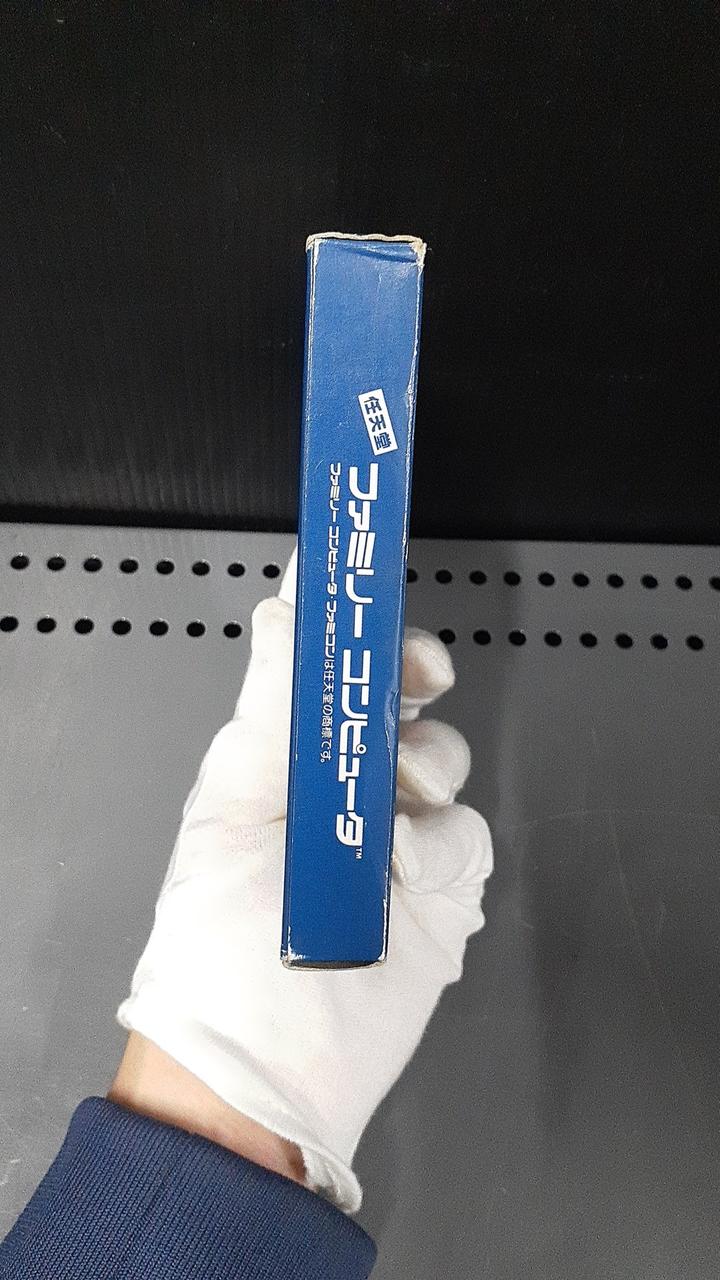 任天堂
ファミリー コンピュータ™
ファミリー コンピュータ・ファミコンは任天堂の商標です。